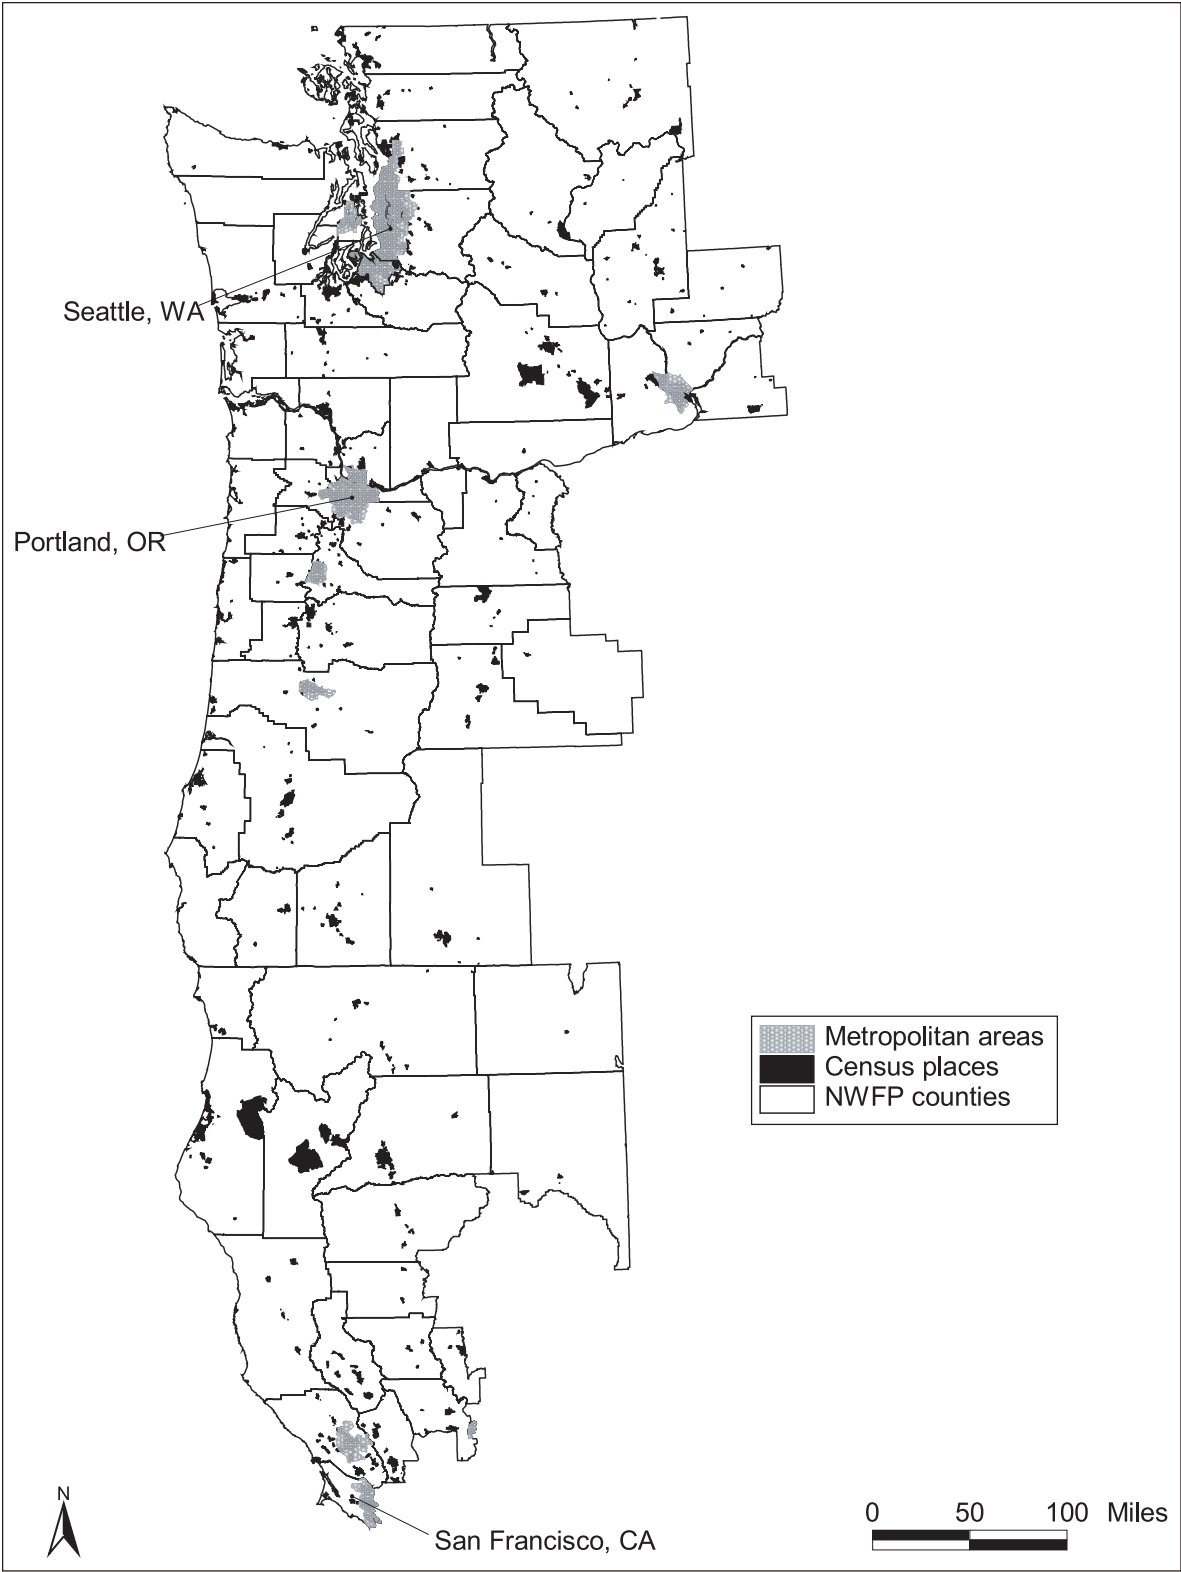 Seattle, WA
Portland, OR
Metropolitan areas
Census places
NWFP counties
N
0 50 100 Miles
San Francisco, CA